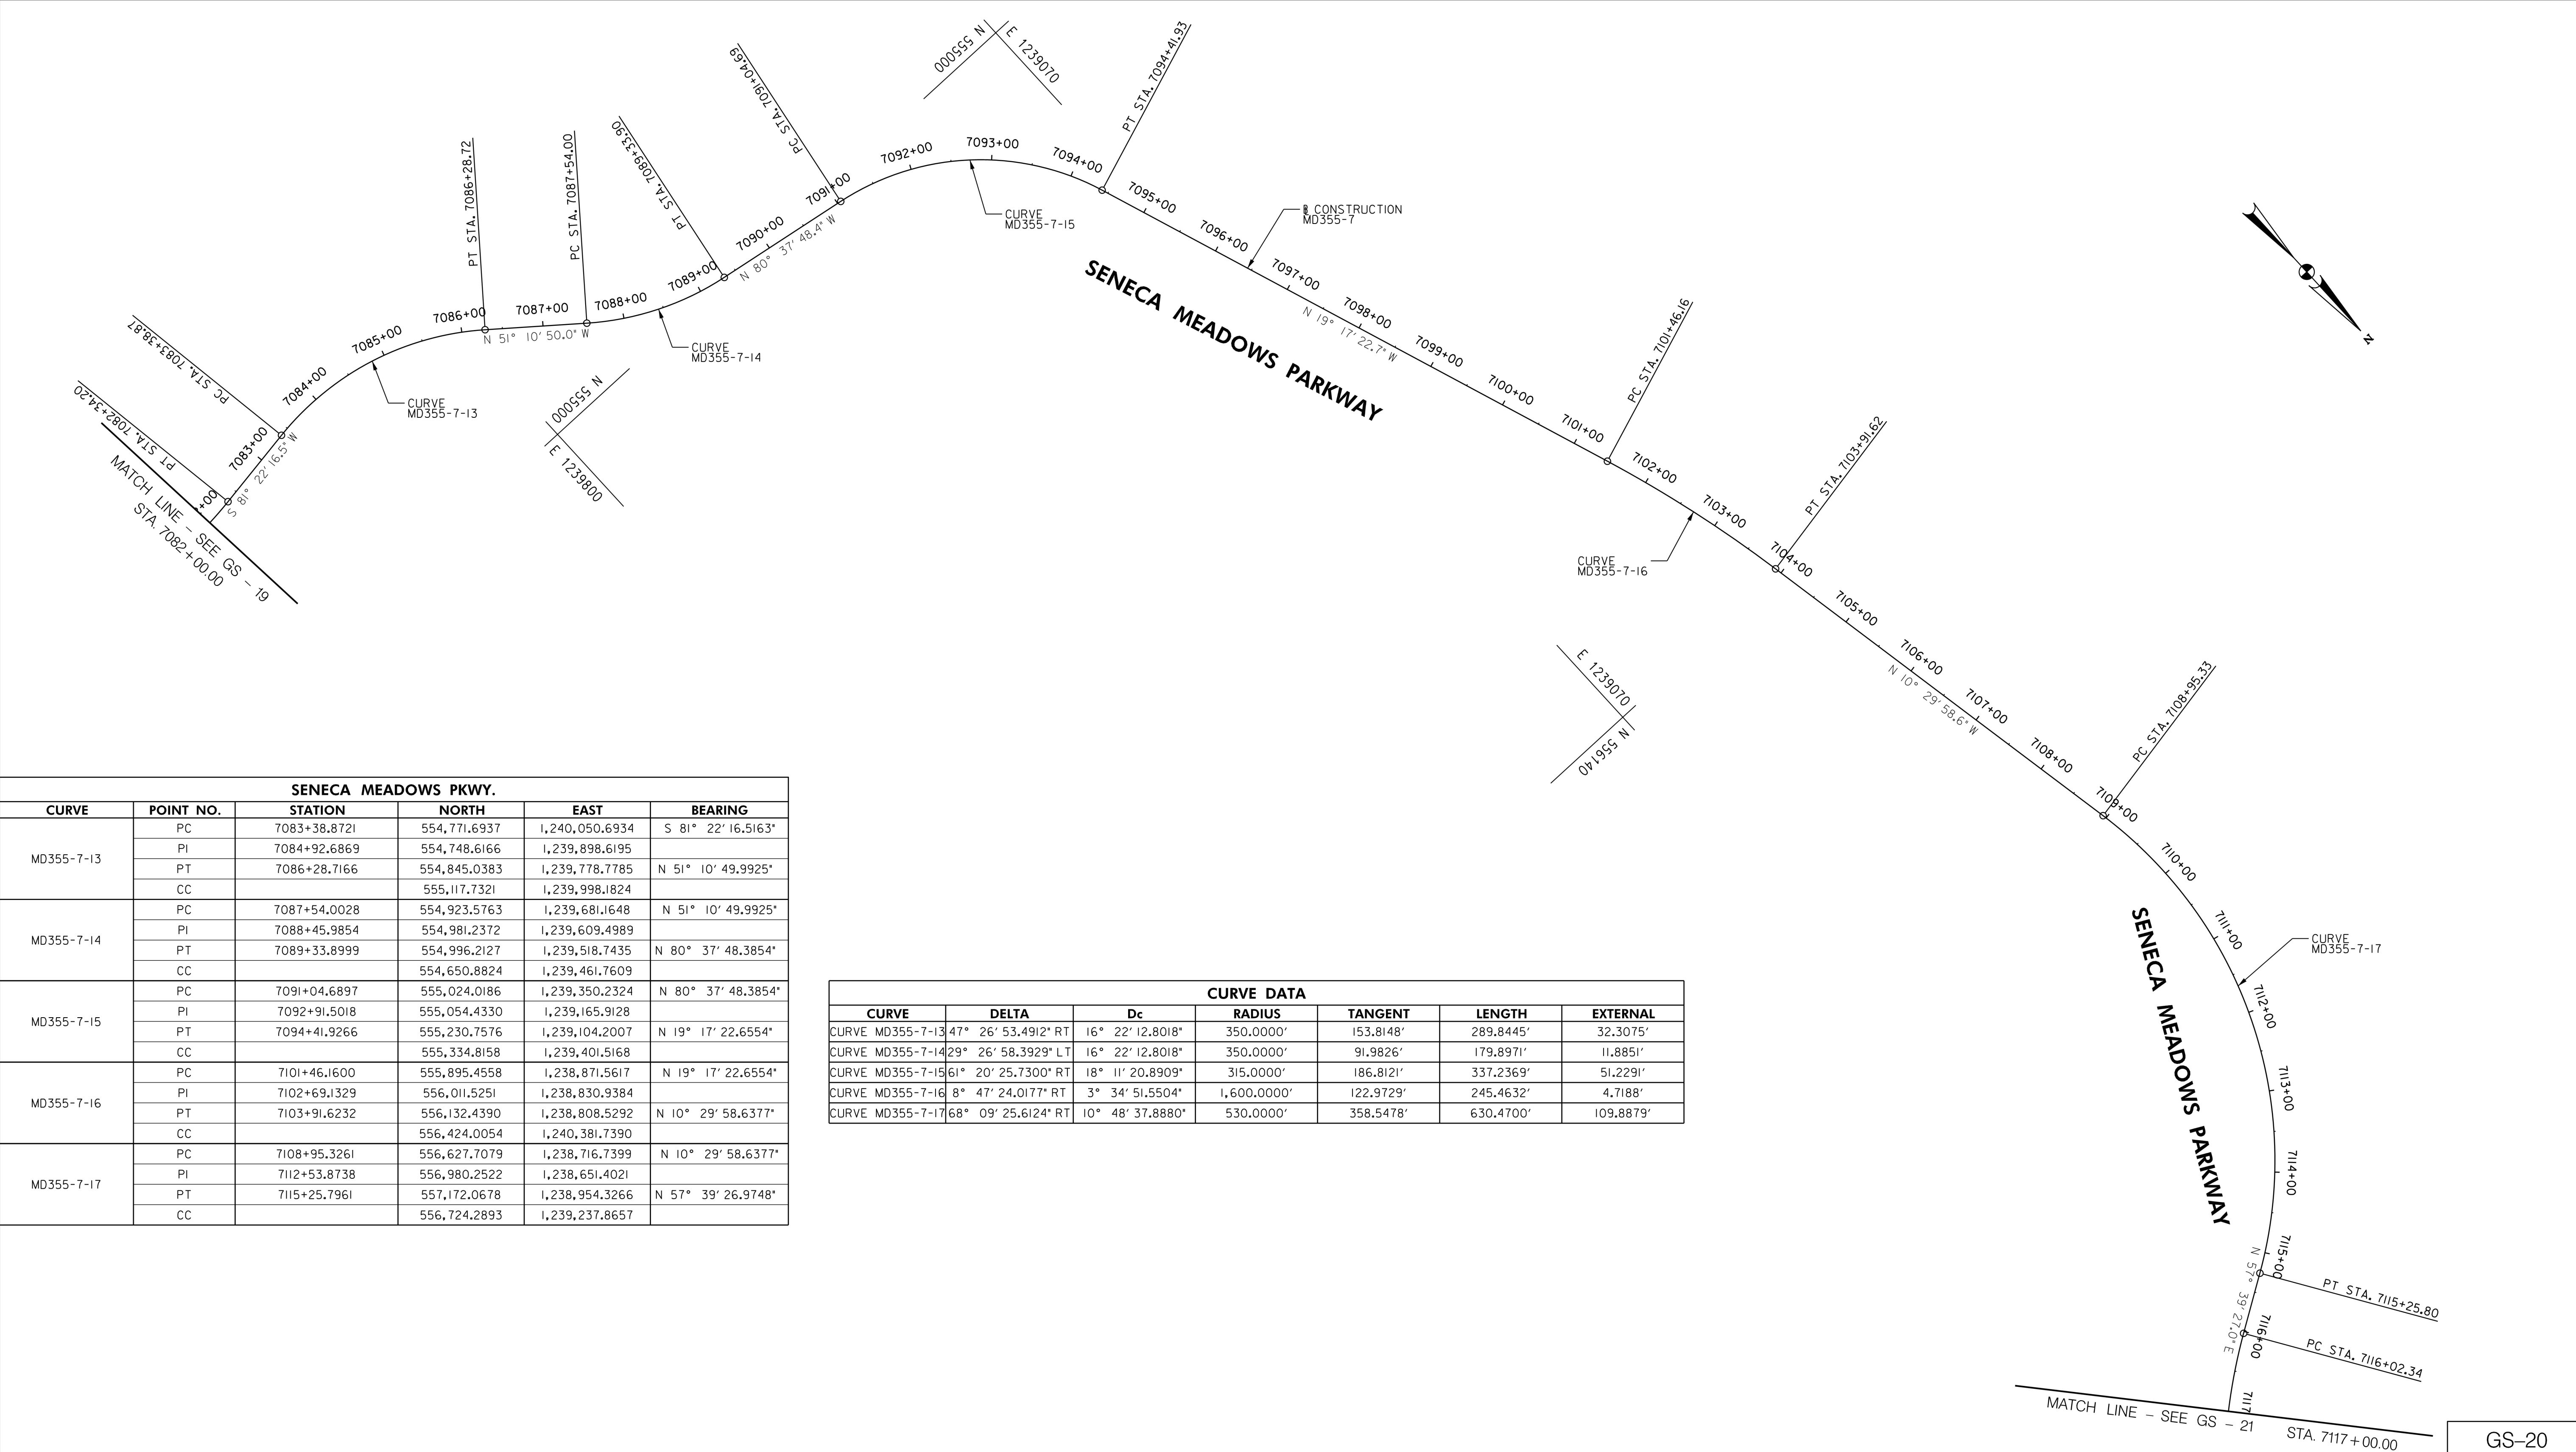 N 555000
E 1239070
PT STA. 7094+41.93
PC STA. 7091+04.69
PT STA. 7089+33.90
PC STA. 7087+54.00
PT STA. 7086+28.72
PC STA. 7083+38.87
PT STA. 7082+34.20
MATCH LINE – SEE GS – 19
STA. 7082+00.00
+00
7083+00
7084+00
7085+00
7086+00
7087+00
7088+00
7089+00
7090+00
7091+00
7092+00
7093+00
7094+00
7095+00
7096+00
7097+00
7098+00
7099+00
7100+00
7101+00
7102+00
7103+00
7104+00
7105+00
7106+00
7107+00
7108+00
7109+00
7110+00
7111+00
7112+00
7113+00
7114+00
7115+00
7116+00
7117
S 81° 22' 16.5" W
N 51° 10' 50.0" W
N 80° 37' 48.4" W
N 19° 17' 22.7" W
N 10° 29' 58.6" W
N 57° 39' 27.0" E
CURVE
MD355-7-13
CURVE
MD355-7-14
CURVE
MD355-7-15
CONSTRUCTION
MD355-7
SENECA MEADOWS PARKWAY
N 555000
E 1239800
PC STA. 7101+46.16
PT STA. 7103+91.62
CURVE
MD355-7-16
E 1239070
N 556140
PC STA. 7108+95.33
N
CURVE
MD355-7-17
SENECA MEADOWS PARKWAY
PT STA. 7115+25.80
PC STA. 7116+02.34
MATCH LINE – SEE GS – 21 STA. 7117+00.00
SENECA MEADOWS PKWY.
CURVE POINT NO. STATION NORTH EAST BEARING
MD355-7-13
PC 7083+38.8721 554,771.6937 1,240,050.6934 S 81° 22' 16.5163"
PI 7084+92.6869 554,748.6166 1,239,898.6195
PT 7086+28.7166 554,845.0383 1,239,778.7785 N 51° 10' 49.9925"
CC 555,117.7321 1,239,998.1824
MD355-7-14
PC 7087+54.0028 554,923.5763 1,239,681.1648 N 51° 10' 49.9925"
PI 7088+45.9854 554,981.2372 1,239,609.4989
PT 7089+33.8999 554,996.2127 1,239,518.7435 N 80° 37' 48.3854"
CC 554,650.8824 1,239,461.7609
MD355-7-15
PC 7091+04.6897 555,024.0186 1,239,350.2324 N 80° 37' 48.3854"
PI 7092+91.5018 555,054.4330 1,239,165.9128
PT 7094+41.9266 555,230.7576 1,239,104.2007 N 19° 17' 22.6554"
CC 555,334.8158 1,239,401.5168
MD355-7-16
PC 7101+46.1600 555,895.4558 1,238,871.5617 N 19° 17' 22.6554"
PI 7102+69.1329 556,011.5251 1,238,830.9384
PT 7103+91.6232 556,132.4390 1,238,808.5292 N 10° 29' 58.6377"
CC 556,424.0054 1,240,381.7390
MD355-7-17
PC 7108+95.3261 556,627.7079 1,238,716.7399 N 10° 29' 58.6377"
PI 7112+53.8738 556,980.2522 1,238,651.4021
PT 7115+25.7961 557,172.0678 1,238,954.3266 N 57° 39' 26.9748"
CC 556,724.2893 1,239,237.8657
CURVE DATA
CURVE DELTA Dc RADIUS TANGENT LENGTH EXTERNAL
CURVE MD355-7-13 47° 26' 53.4912" RT 16° 22' 12.8018" 350.0000' 153.8148' 289.8445' 32.3075'
CURVE MD355-7-14 29° 26' 58.3929" LT 16° 22' 12.8018" 350.0000' 91.9826' 179.8971' 11.8851'
CURVE MD355-7-15 61° 20' 25.7300" RT 18° 11' 20.8909" 315.0000' 186.8121' 337.2369' 51.2291'
CURVE MD355-7-16 8° 47' 24.0177" RT 3° 34' 51.5504" 1,600.0000' 122.9729' 245.4632' 4.7188'
CURVE MD355-7-17 68° 09' 25.6124" RT 10° 48' 37.8880" 530.0000' 358.5478' 630.4700' 109.8879'
GS–20